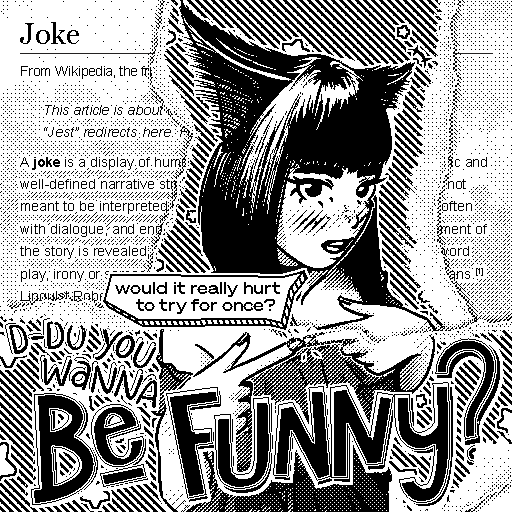 Joke
From Wikipedia, the fr
This article is about
"Jest" redirects here.
A joke is a display of hum
ic and
well-defined narrative str
not
meant to be interpreted
often
with dialogue, and end
ment of
the story is revealed
word
play, irony or s
ans [1]
Linguist Rob
would it really hurt
to try for once?
D-DU YOU
WANNA
Be FUNNY?